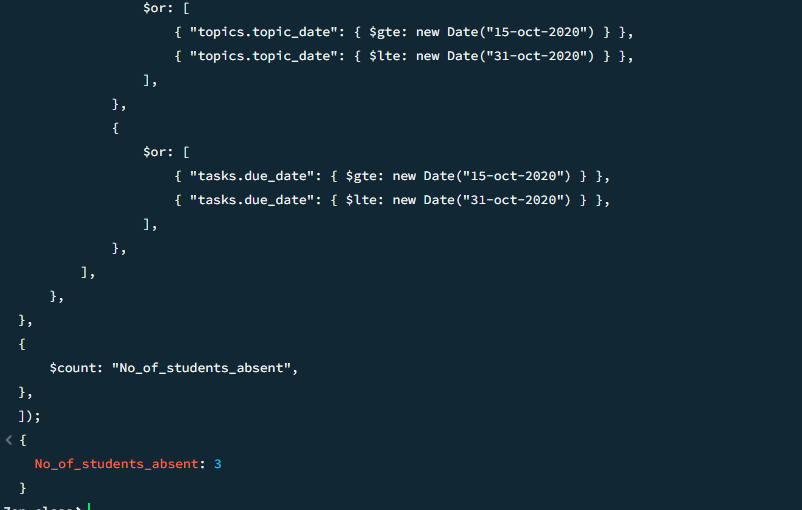 $or: [
{ "topics.topic_date": { $gte: new Date("15-oct-2020") } },
{ "topics.topic_date": { $lte: new Date("31-oct-2020") } },
],
},
{
$or: [
{ "tasks.due_date": { $gte: new Date("15-oct-2020") } },
{ "tasks.due_date": { $lte: new Date("31-oct-2020") } },
],
},
],
},
},
{
$count: "No_of_students_absent",
},
]);
< {
No_of_students_absent: 3
}